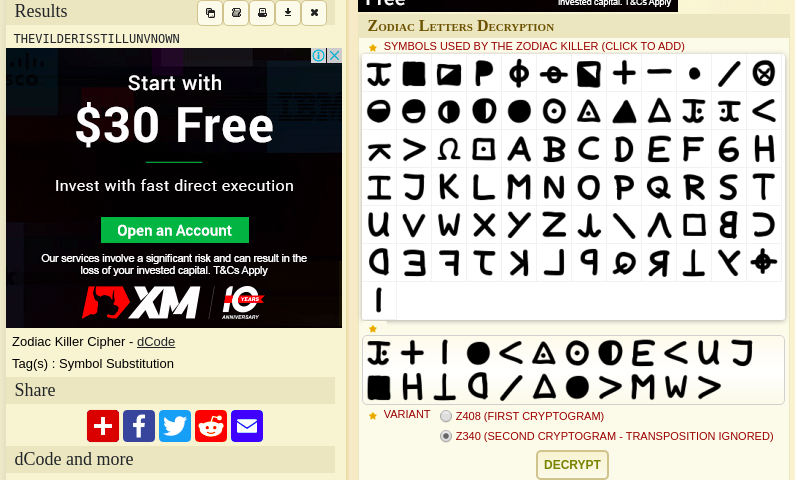 Results
THEVILDERISSTILLUNVNOWN
Start with
$30 Free
Invest with fast direct execution
Open an Account
Our services involve a significant risk and can result in the
loss of your invested capital. T&Cs Apply
XM
10 YEARS
ANNIVERSARY
Zodiac Killer Cipher - dCode
Tag(s) : Symbol Substitution
Share
dCode and more
Free
invested capital. T&Cs Apply
Zodiac Letters Decryption
SYMBOLS USED BY THE ZODIAC KILLER (CLICK TO ADD)
VARIANT
Z408 (FIRST CRYPTOGRAM)
Z340 (SECOND CRYPTOGRAM - TRANSPOSITION IGNORED)
DECRYPT